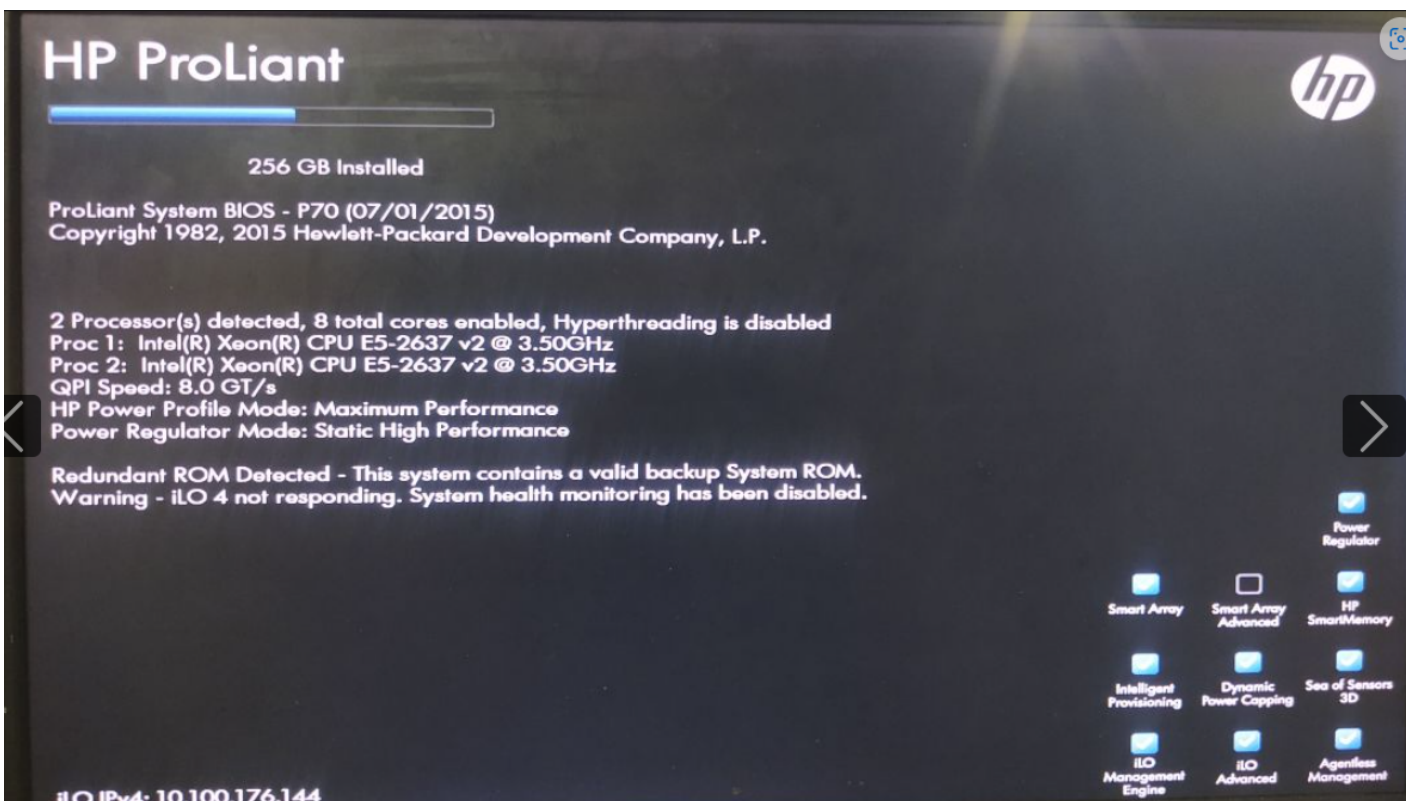 HP ProLiant
hp
256 GB Installed
ProLiant System BIOS - P70 (07/01/2015)
Copyright 1982, 2015 Hewlett-Packard Development Company, L.P.
2 Processor(s) detected, 8 total cores enabled, Hyperthreading is disabled
Proc 1: Intel(R) Xeon(R) CPU E5-2637 v2 @ 3.50GHz
Proc 2: Intel(R) Xeon(R) CPU E5-2637 v2 @ 3.50GHz
QPI Speed: 8.0 GT/s
HP Power Profile Mode: Maximum Performance
Power Regulator Mode: Static High Performance
Redundant ROM Detected - This system contains a valid backup System ROM.
Warning - iLO 4 not responding. System health monitoring has been disabled.
Power
Regulator
Smart Array
Smart Array
Advanced
HP
SmartMemory
Intelligent
Provisioning
Dynamic
Power Capping
Sea of Sensors
3D
iLO
Management
Engine
iLO
Advanced
Agentless
Management
iLO IPv4: 10.100.176.144